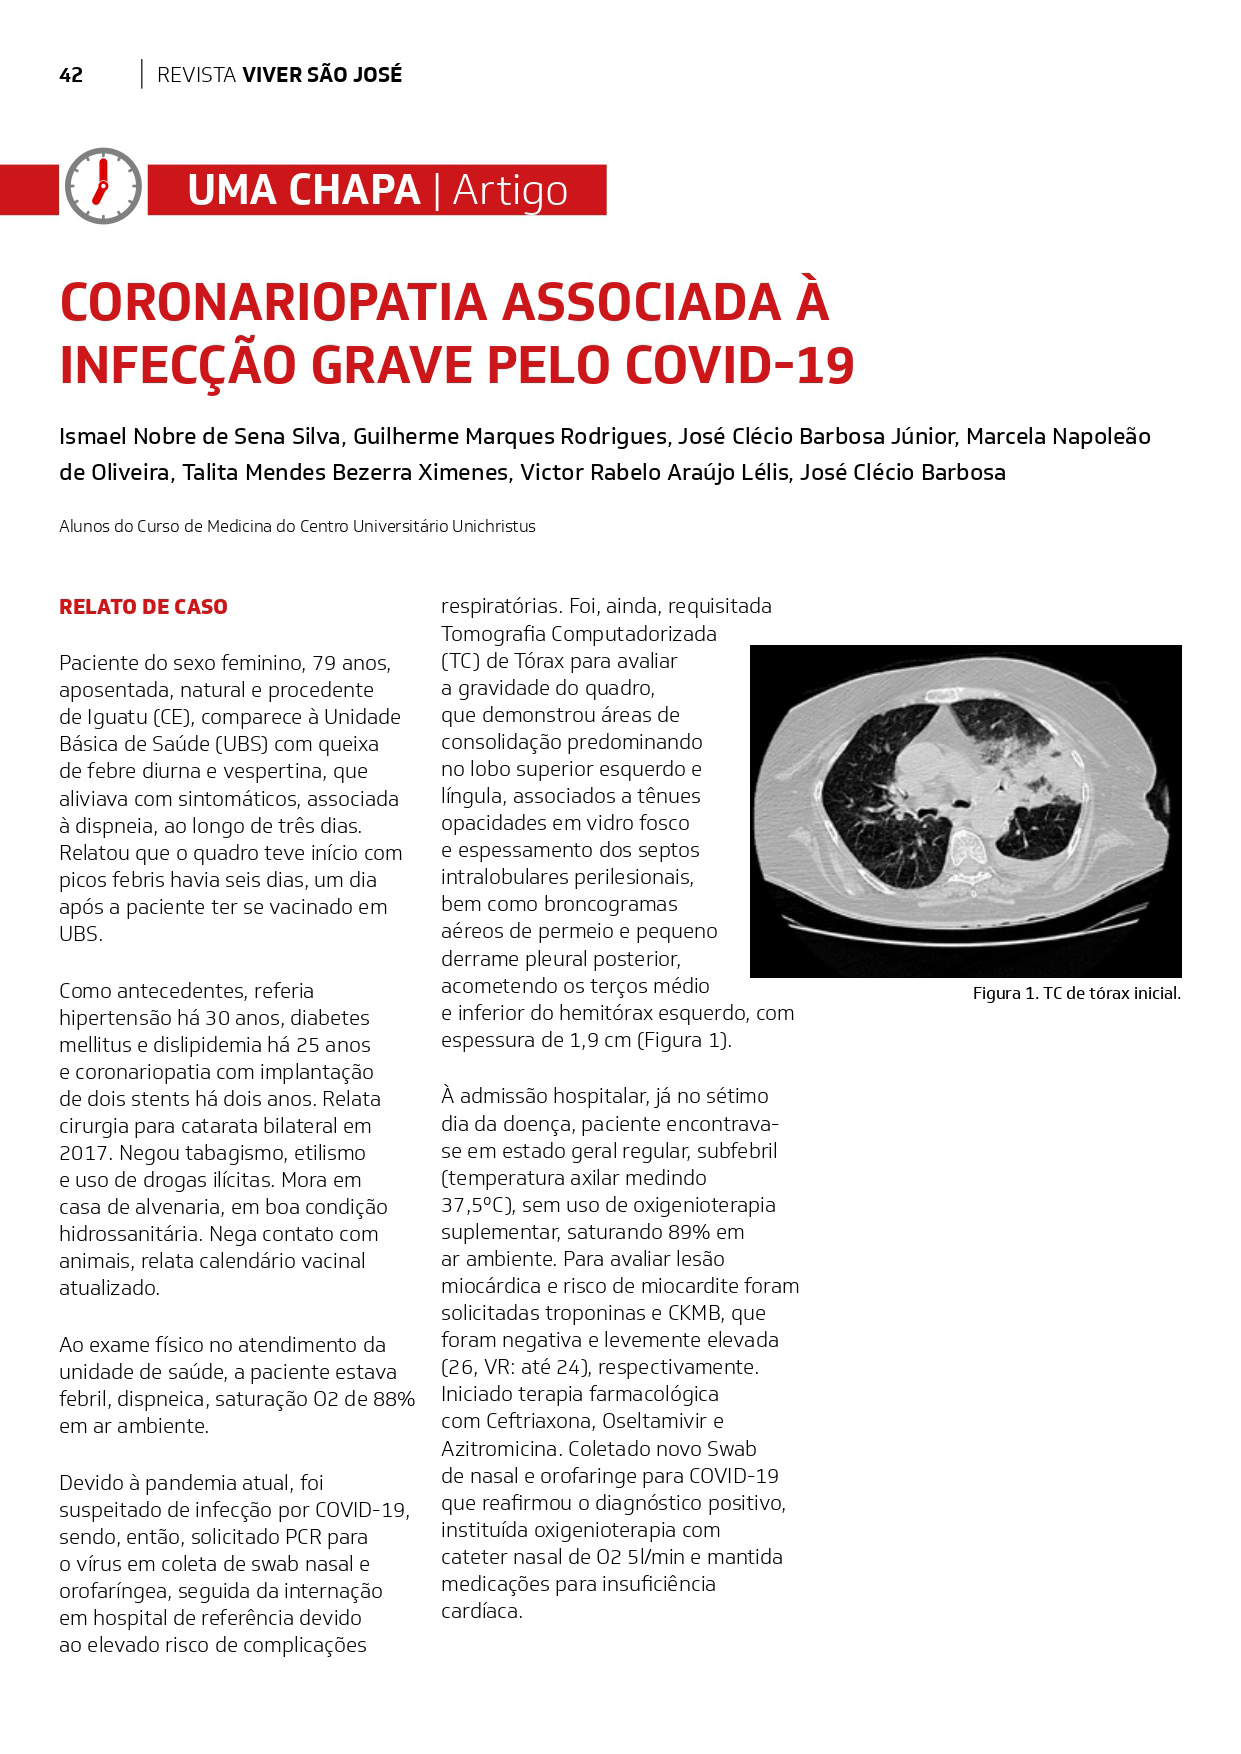 42
REVISTA VIVER SÃO JOSÉ
UMA CHAPA | Artigo
CORONARIOPATIA ASSOCIADA À
INFECÇÃO GRAVE PELO COVID-19
Ismael Nobre de Sena Silva, Guilherme Marques Rodrigues, José Clécio Barbosa Júnior, Marcela Napoleão
de Oliveira, Talita Mendes Bezerra Ximenes, Victor Rabelo Araújo Lélis, José Clécio Barbosa
Alunos do Curso de Medicina do Centro Universitário Unichristus
RELATO DE CASO
Paciente do sexo feminino, 79 anos,
aposentada, natural e procedente
de Iguatu (CE), comparece à Unidade
Básica de Saúde (UBS) com queixa
de febre diurna e vespertina, que
aliviava com sintomáticos, associada
à dispneia, ao longo de três dias.
Relatou que o quadro teve início com
picos febris havia seis dias, um dia
após a paciente ter se vacinado em
UBS.
Como antecedentes, referia
hipertensão há 30 anos, diabetes
mellitus e dislipidemia há 25 anos
e coronariopatia com implantação
de dois stents há dois anos. Relata
cirurgia para catarata bilateral em
2017. Negou tabagismo, etilismo
e uso de drogas ilícitas. Mora em
casa de alvenaria, em boa condição
hidrossanitária. Nega contato com
animais, relata calendário vacinal
atualizado.
Ao exame físico no atendimento da
unidade de saúde, a paciente estava
febril, dispneica, saturação O2 de 88%
em ar ambiente.
Devido à pandemia atual, foi
suspeitado de infecção por COVID-19,
sendo, então, solicitado PCR para
o vírus em coleta de swab nasal e
orofaríngea, seguida da internação
em hospital de referência devido
ao elevado risco de complicações
respiratórias. Foi, ainda, requisitada
Tomografia Computadorizada
(TC) de Tórax para avaliar
a gravidade do quadro,
que demonstrou áreas de
consolidação predominando
no lobo superior esquerdo e
língula, associados a tênues
opacidades em vidro fosco
e espessamento dos septos
intralobulares perilesionais,
bem como broncogramas
aéreos de permeio e pequeno
derrame pleural posterior,
acometendo os terços médio
e inferior do hemitórax esquerdo, com
espessura de 1,9 cm (Figura 1).
À admissão hospitalar, já no sétimo
dia da doença, paciente encontrava-
se em estado geral regular, subfebril
(temperatura axilar medindo
37,5ºC), sem uso de oxigenioterapia
suplementar, saturando 89% em
ar ambiente. Para avaliar lesão
miocárdica e risco de miocardite foram
solicitadas troponinas e CKMB, que
foram negativa e levemente elevada
(26, VR: até 24), respectivamente.
Iniciado terapia farmacológica
com Ceftriaxona, Oseltamivir e
Azitromicina. Coletado novo Swab
de nasal e orofaringe para COVID-19
que reafirmou o diagnóstico positivo,
instituída oxigenioterapia com
cateter nasal de O2 5l/min e mantida
medicações para insuficiência
cardíaca.
Figura 1. TC de tórax inicial.